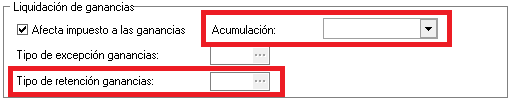 Liquidación de ganancias
Afecta impuesto a las ganancias Acumulación:
Tipo de excepción ganancias: ...
Tipo de retención ganancias: ...